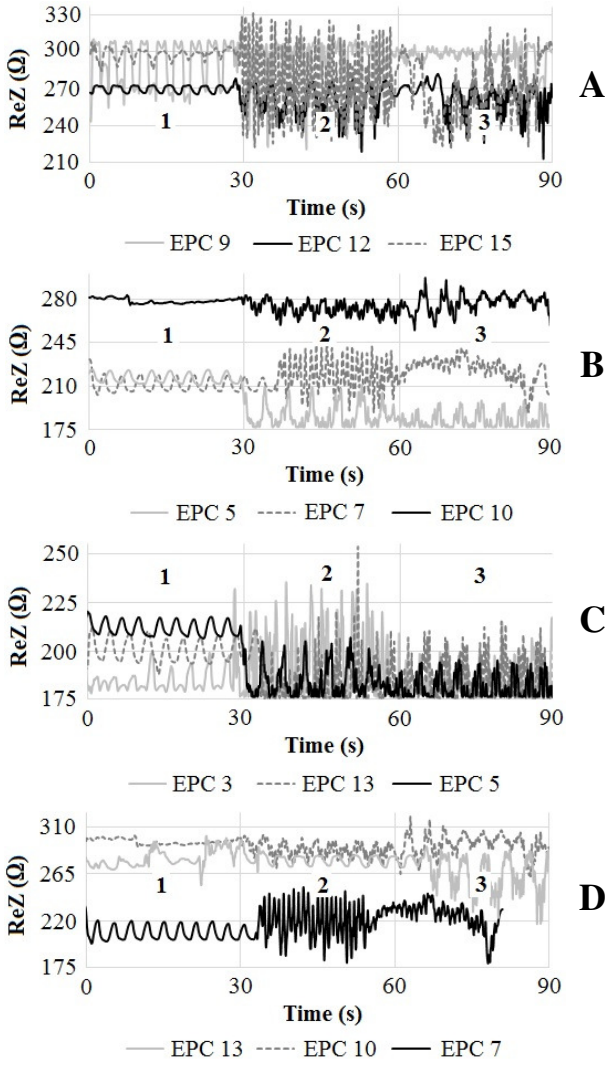 330
300
270
240
210
ReZ (Ω)
1
2
3
A
0 30 60 90
Time (s)
EPC 9 EPC 12 EPC 15
280
245
210
175
ReZ (Ω)
1
2
3
B
0 30 60 90
Time (s)
EPC 5 EPC 7 EPC 10
250
225
200
175
ReZ (Ω)
1
2
3
C
0 30 60 90
Time (s)
EPC 3 EPC 13 EPC 5
310
265
220
175
ReZ (Ω)
1
2
3
D
0 30 60 90
Time (s)
EPC 13 EPC 10 EPC 7